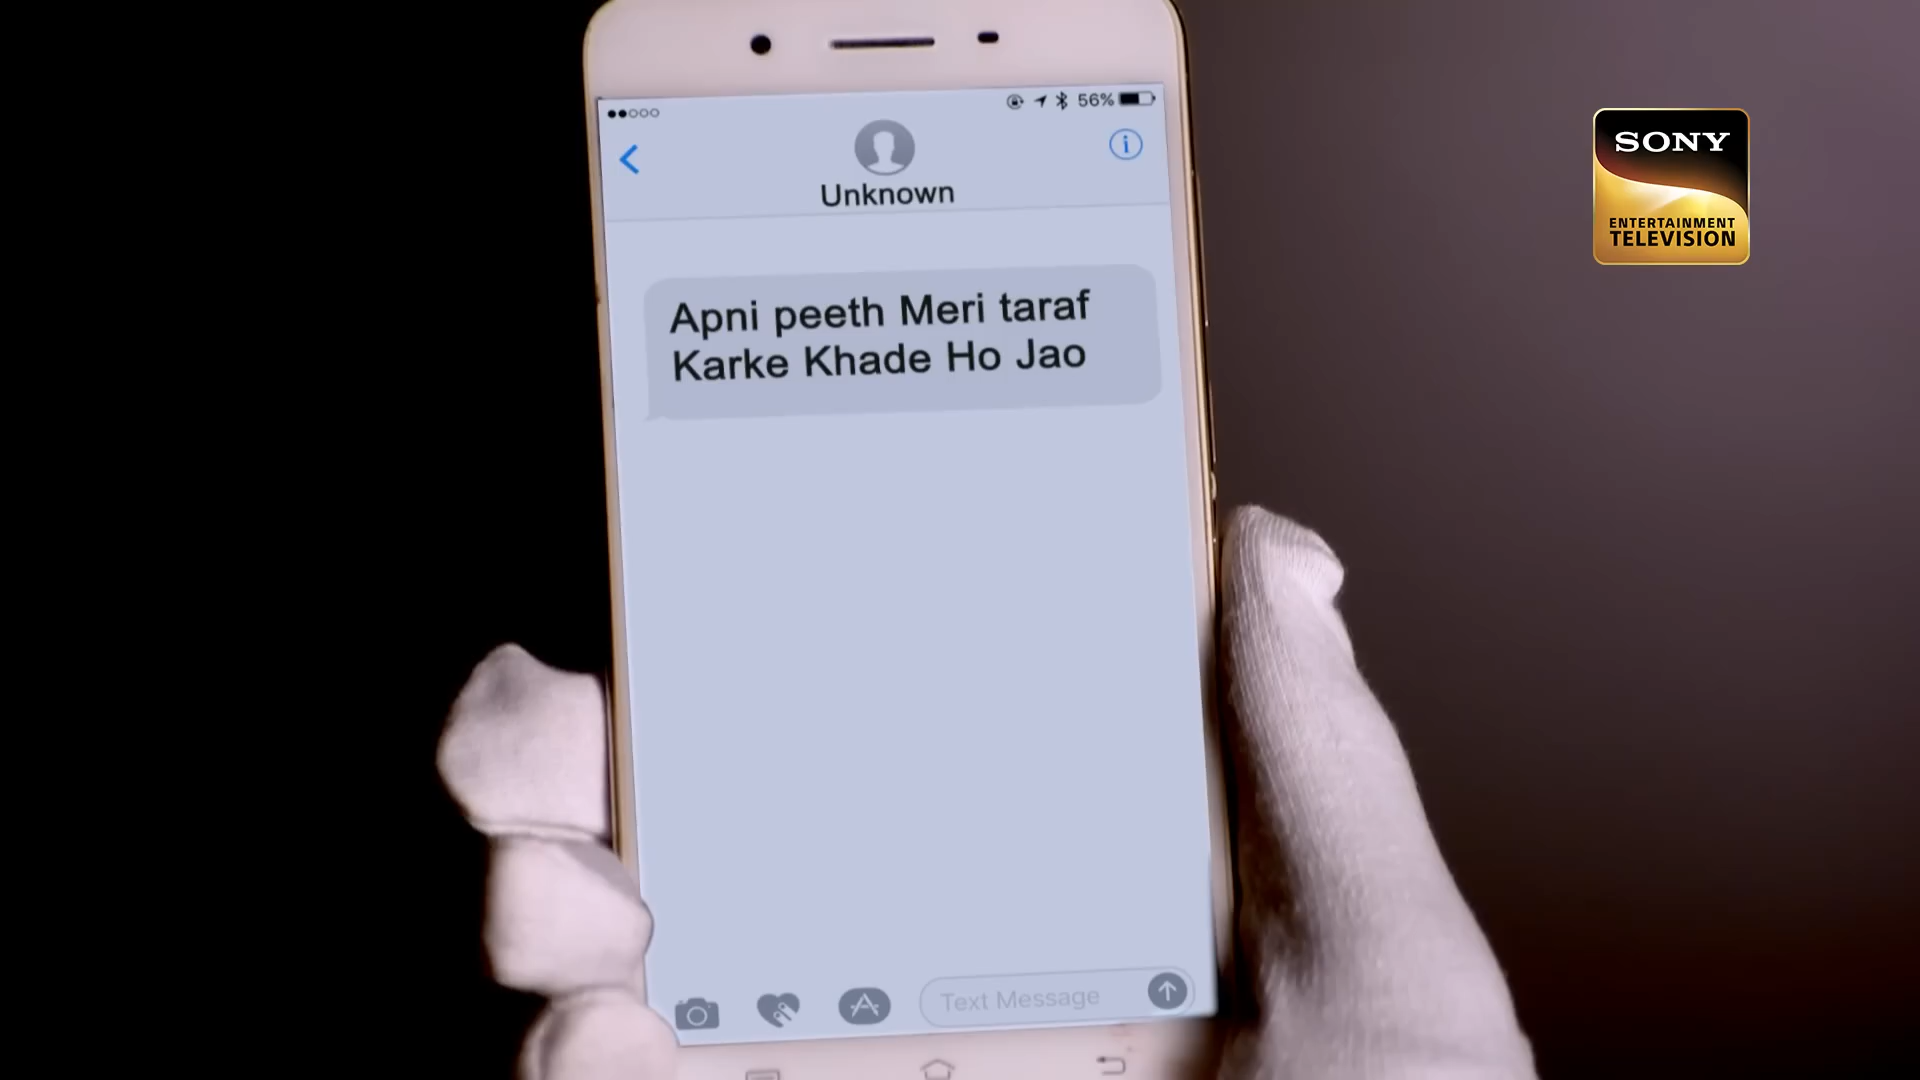 56%
Unknown
Apni peeth Meri taraf
Karke Khade Ho Jao
Text Message
SONY
ENTERTAINMENT
TELEVISION